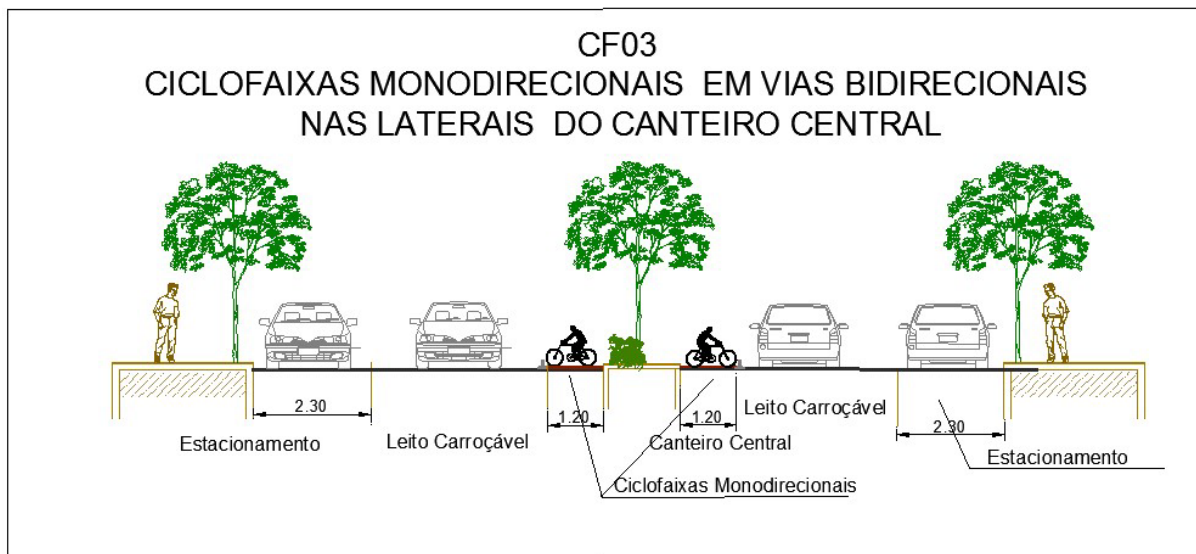 CF03
CICLOFAIXAS MONODIRECIONAIS EM VIAS BIDIRECIONAIS
NAS LATERAIS DO CANTEIRO CENTRAL
2.30
1.20
1.20
2.30
Estacionamento
Leito Carroçável
Canteiro Central
Leito Carroçável
Estacionamento
Ciclofaixas Monodirecionais